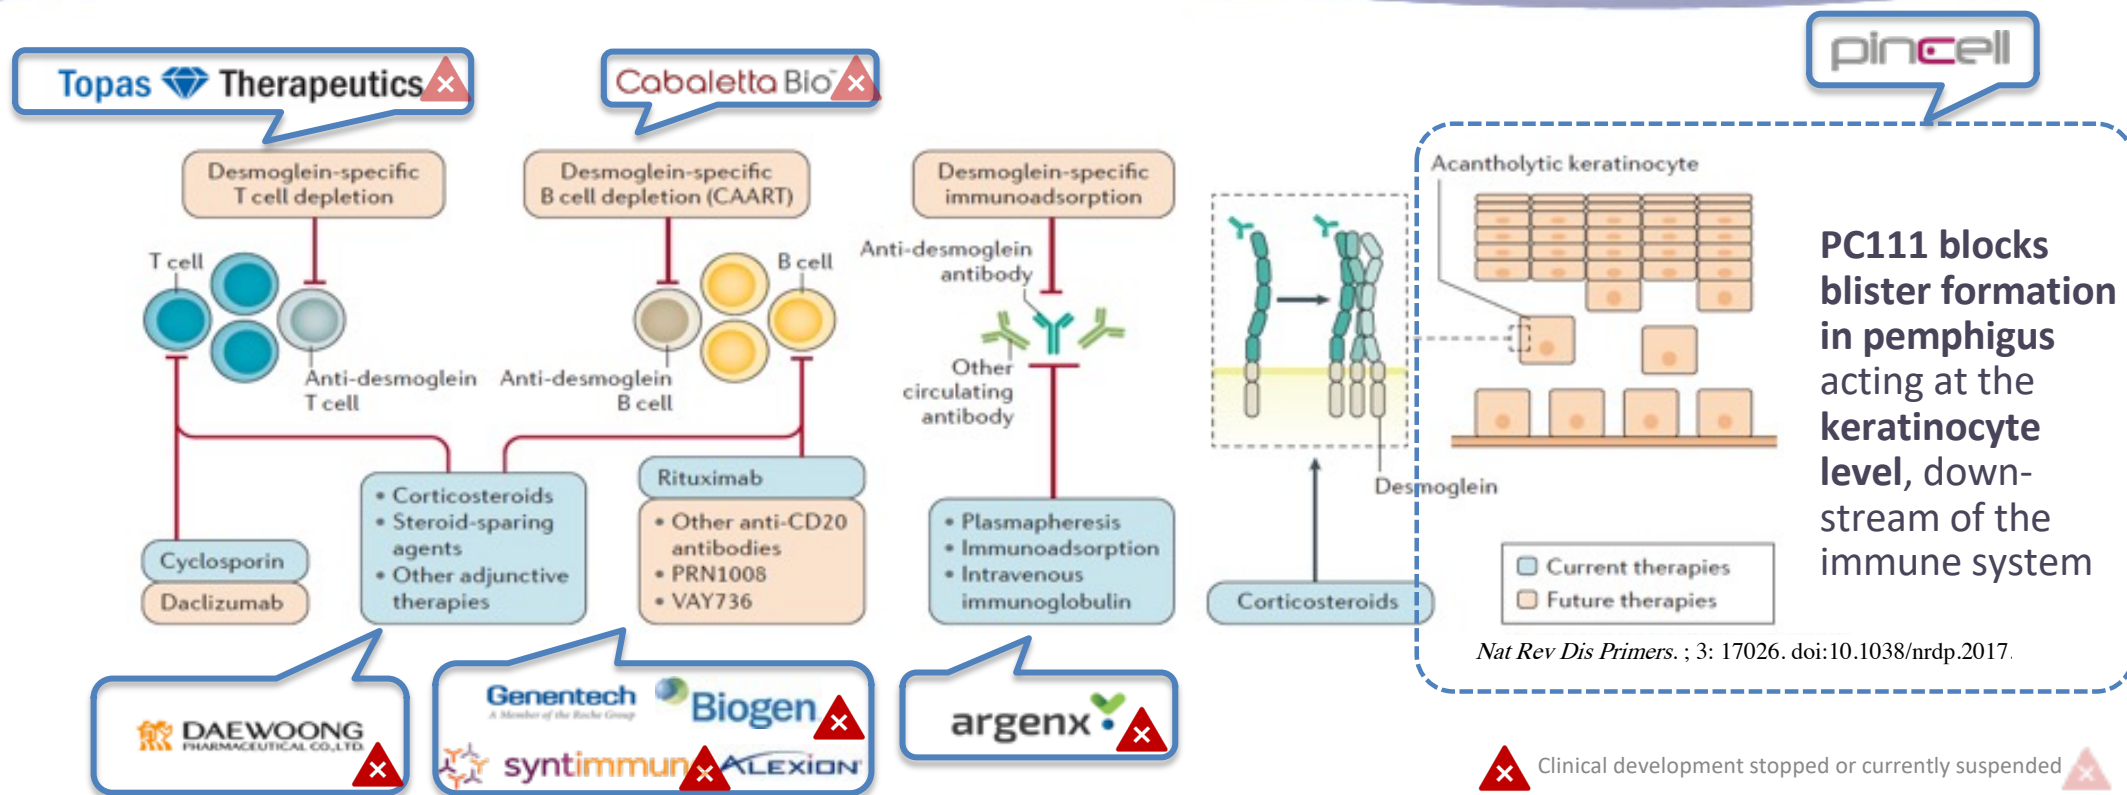 Topas Therapeutics
Cabaletta Bio™
pincell
Desmoglein-specific
T cell depletion
Desmoglein-specific
B cell depletion (CAART)
Desmoglein-specific
immunoadsorption
Acantholytic keratinocyte
T cell
B cell
Anti-desmoglein
antibody
Anti-desmoglein
T cell
Anti-desmoglein
B cell
Other
circulating
antibody
PC111 blocks
blister formation
in pemphigus
acting at the
keratinocyte
level, down-
stream of the
immune system
Desmoglein
Cyclosporin
Daclizumab
• Corticosteroids
• Steroid-sparing
agents
• Other adjunctive
therapies
Rituximab
• Other anti-CD20
antibodies
• PRN1008
• VAY736
• Plasmapheresis
• Immunoadsorption
• Intravenous
immunoglobulin
Corticosteroids
Current therapies
Future therapies
Nat Rev Dis Primers. ; 3: 17026. doi:10.1038/nrdp.2017.
DAEWOONG
PHARMACEUTICAL CO.,LTD.
Genentech
A Member of the Roche Group
Biogen
syntimmun
ALEXION
argenx
Clinical development stopped or currently suspended